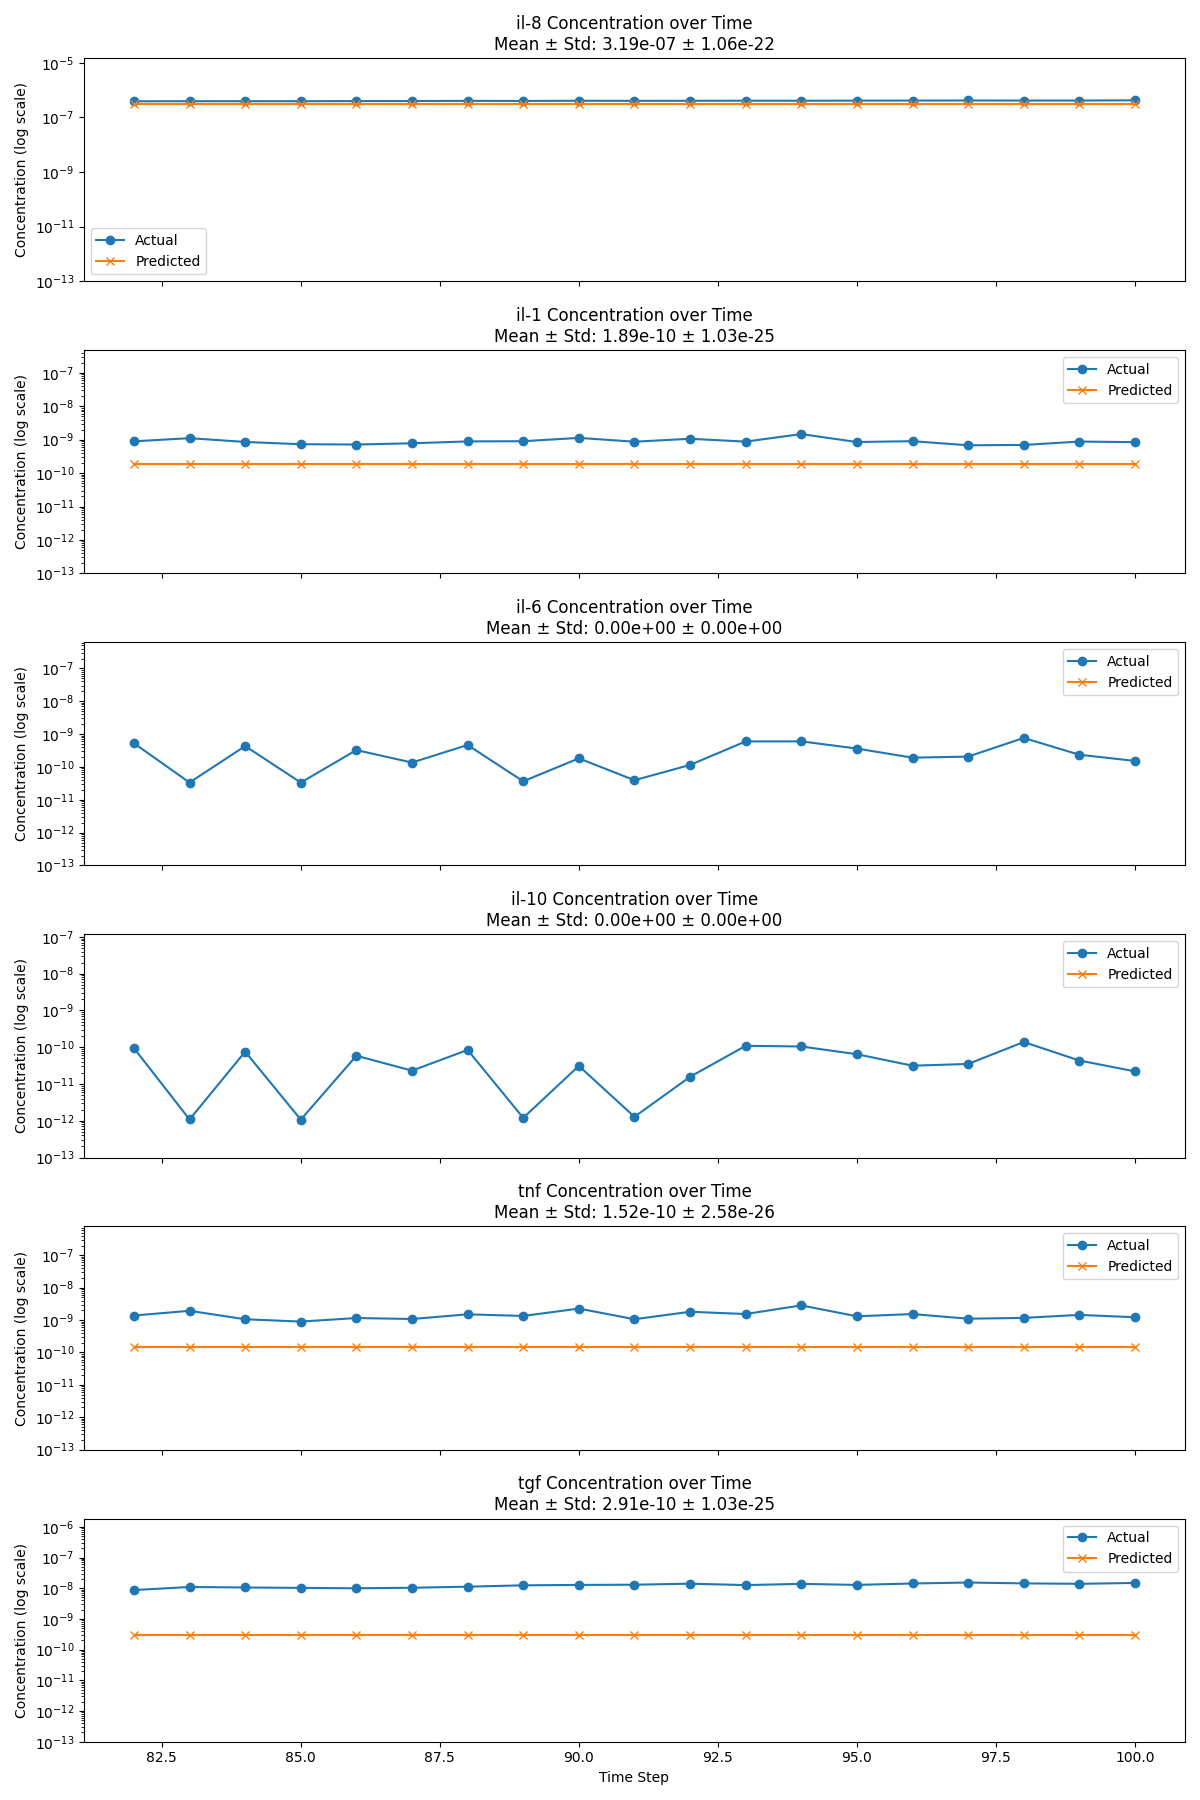 il-8 Concentration over Time
Mean ± Std: 3.19e-07 ± 1.06e-22
Concentration (log scale)
10⁻⁵
10⁻⁷
10⁻⁹
10⁻¹¹
10⁻¹³
Actual
Predicted
il-1 Concentration over Time
Mean ± Std: 1.89e-10 ± 1.03e-25
Concentration (log scale)
10⁻⁷
10⁻⁸
10⁻⁹
10⁻¹⁰
10⁻¹¹
10⁻¹²
10⁻¹³
Actual
Predicted
il-6 Concentration over Time
Mean ± Std: 0.00e+00 ± 0.00e+00
Concentration (log scale)
10⁻⁷
10⁻⁸
10⁻⁹
10⁻¹⁰
10⁻¹¹
10⁻¹²
10⁻¹³
Actual
Predicted
il-10 Concentration over Time
Mean ± Std: 0.00e+00 ± 0.00e+00
Concentration (log scale)
10⁻⁷
10⁻⁸
10⁻⁹
10⁻¹⁰
10⁻¹¹
10⁻¹²
10⁻¹³
Actual
Predicted
tnf Concentration over Time
Mean ± Std: 1.52e-10 ± 2.58e-26
Concentration (log scale)
10⁻⁷
10⁻⁸
10⁻⁹
10⁻¹⁰
10⁻¹¹
10⁻¹²
10⁻¹³
Actual
Predicted
tgf Concentration over Time
Mean ± Std: 2.91e-10 ± 1.03e-25
Concentration (log scale)
10⁻⁶
10⁻⁷
10⁻⁸
10⁻⁹
10⁻¹⁰
10⁻¹¹
10⁻¹²
10⁻¹³
Actual
Predicted
82.5 85.0 87.5 90.0 92.5 95.0 97.5 100.0
Time Step